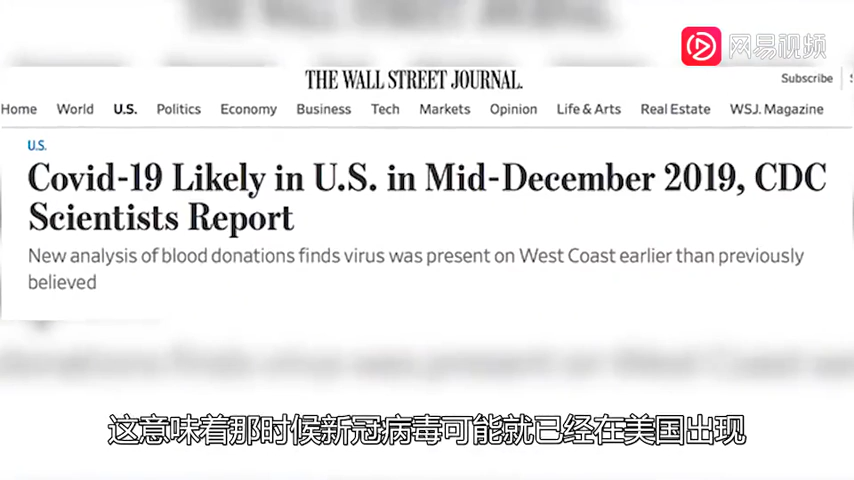 网易视频
THE WALL STREET JOURNAL.
Subscribe
Home World U.S. Politics Economy Business Tech Markets Opinion Life & Arts Real Estate WSJ. Magazine
U.S.
Covid-19 Likely in U.S. in Mid-December 2019, CDC
Scientists Report
New analysis of blood donations finds virus was present on West Coast earlier than previously
believed
这意味着那时候新冠病毒可能就已经在美国出现